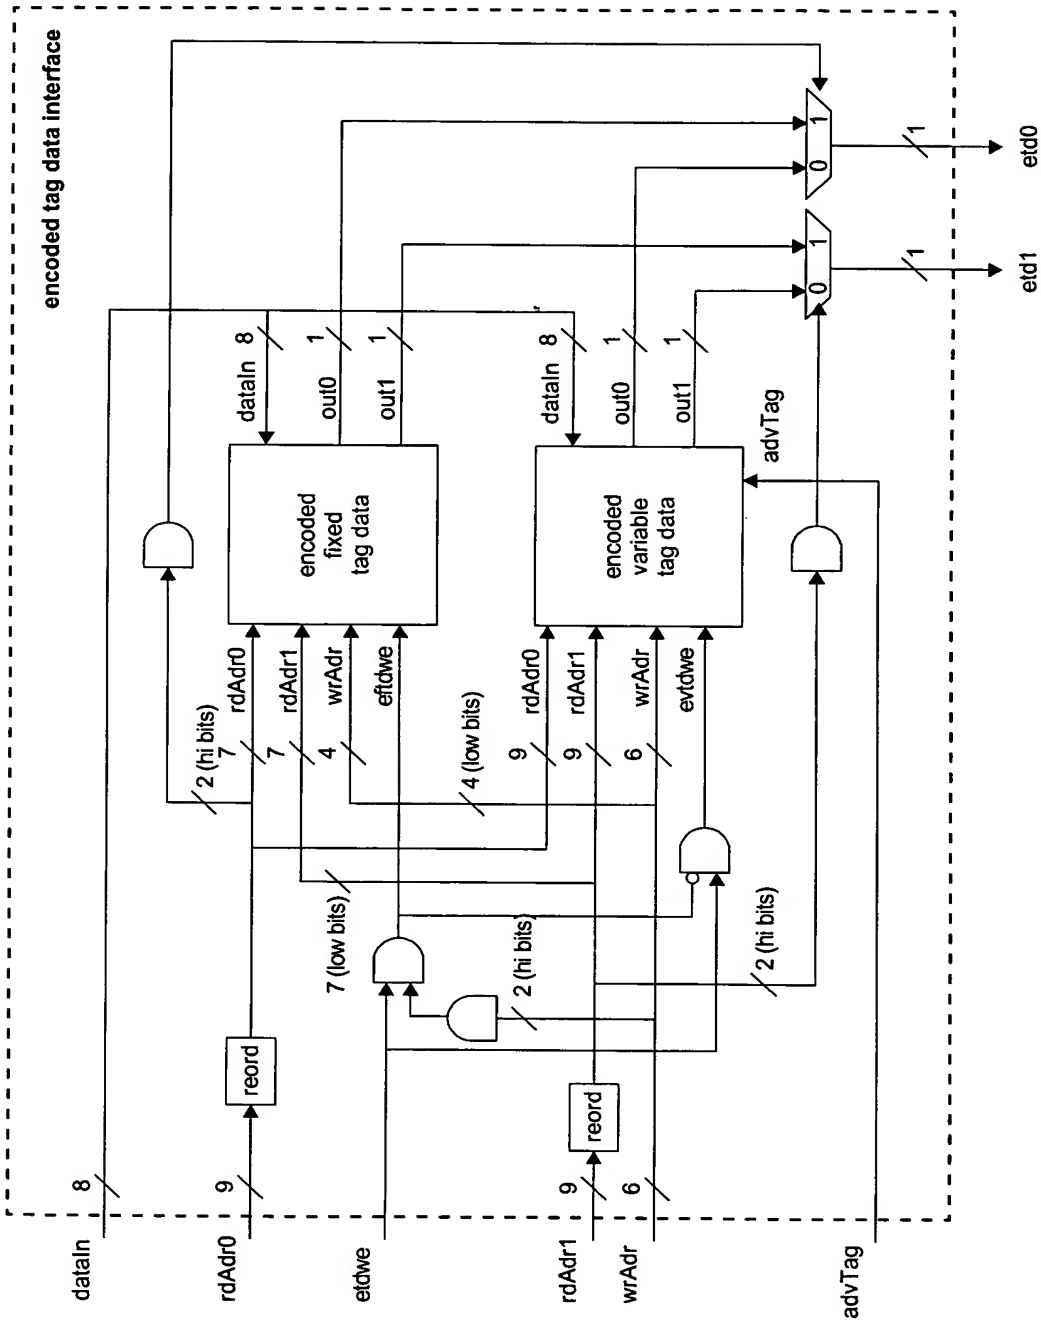 encoded tag data interface
dataIn
8
rdAdr0
9
reord
2 (hi bits)
7
rdAdr0
7
rdAdr1
4
wrAdr
eftdwe
encoded
fixed
tag data
dataIn
8
out0
1
out1
1
etdwe
7 (low bits)
2 (hi bits)
4 (low bits)
rdAdr1
9
reord
wrAdr
6
9
rdAdr0
9
rdAdr1
6
wrAdr
evtdwe
encoded
variable
tag data
dataIn
8
out0
1
out1
1
advTag
2 (hi bits)
advTag
0
1
1
etd0
0
1
1
etd1